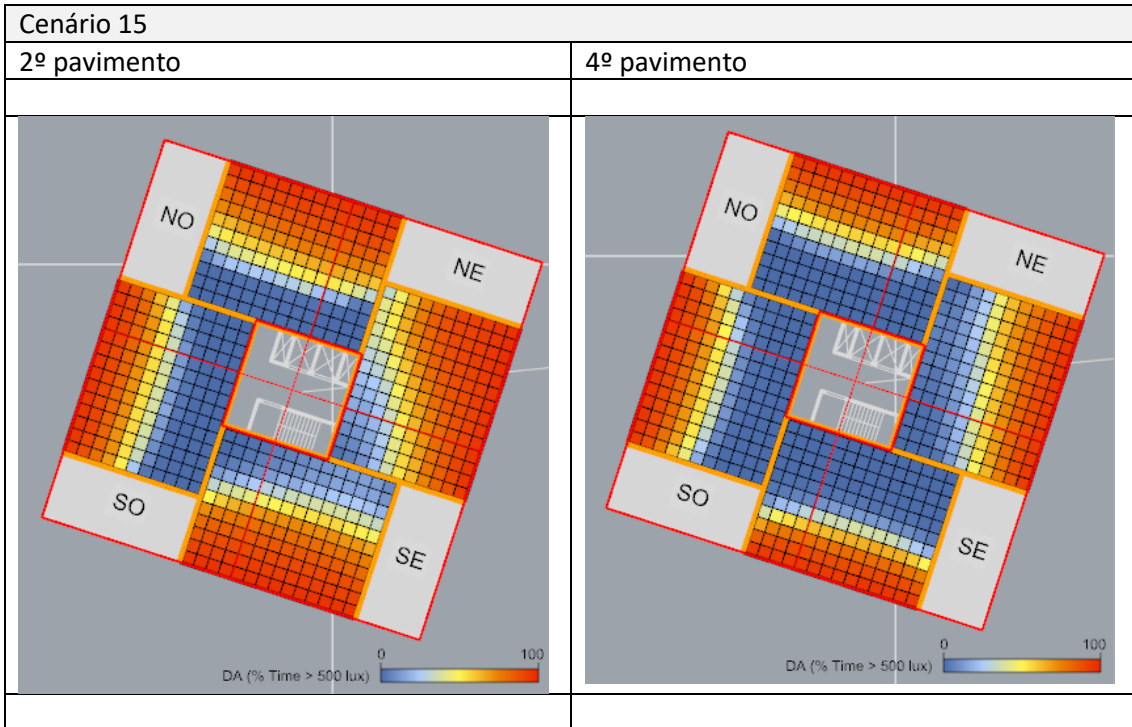 Cenário 15
2º pavimento
4º pavimento
NO
NE
SO
SE
0
100
DA (% Time > 500 lux)
NO
NE
SO
SE
0
100
DA (% Time > 500 lux)